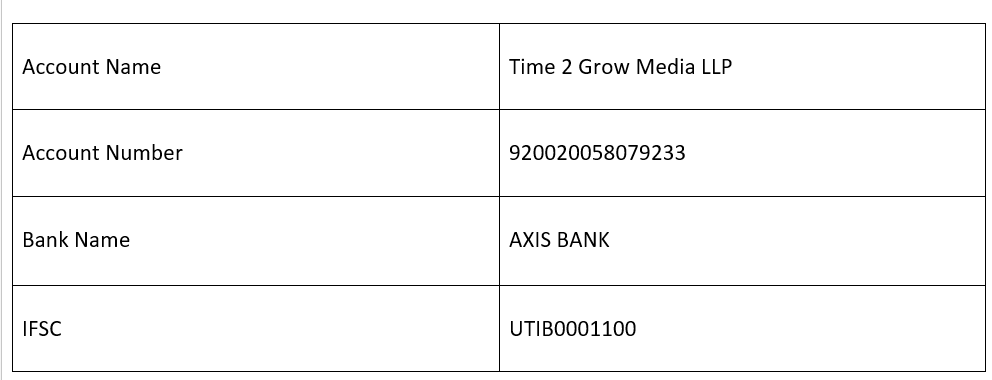 Account Name Time 2 Grow Media LLP
Account Number 920020058079233
Bank Name AXIS BANK
IFSC UTIB0001100